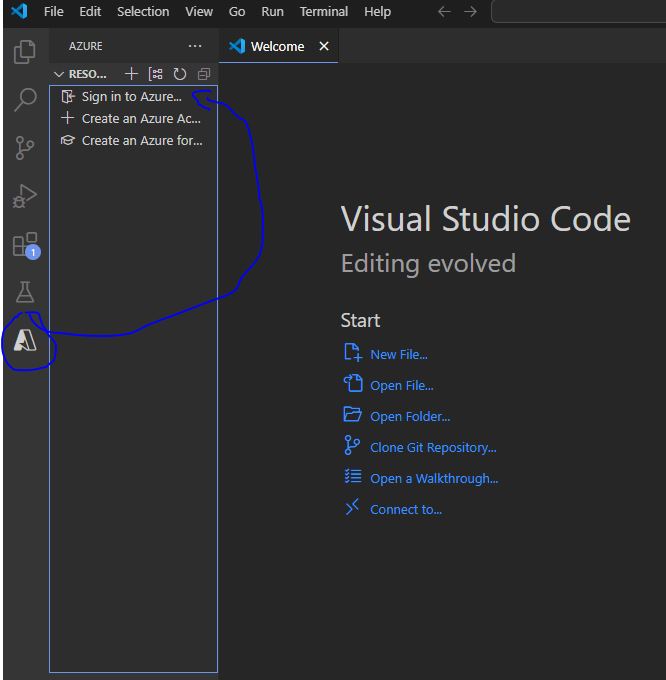 File Edit Selection View Go Run Terminal Help
AZURE ...
Welcome
RESO...
Sign in to Azure...
Create an Azure Ac...
Create an Azure for...
1
Visual Studio Code
Editing evolved
Start
New File...
Open File...
Open Folder...
Clone Git Repository...
Open a Walkthrough...
Connect to...